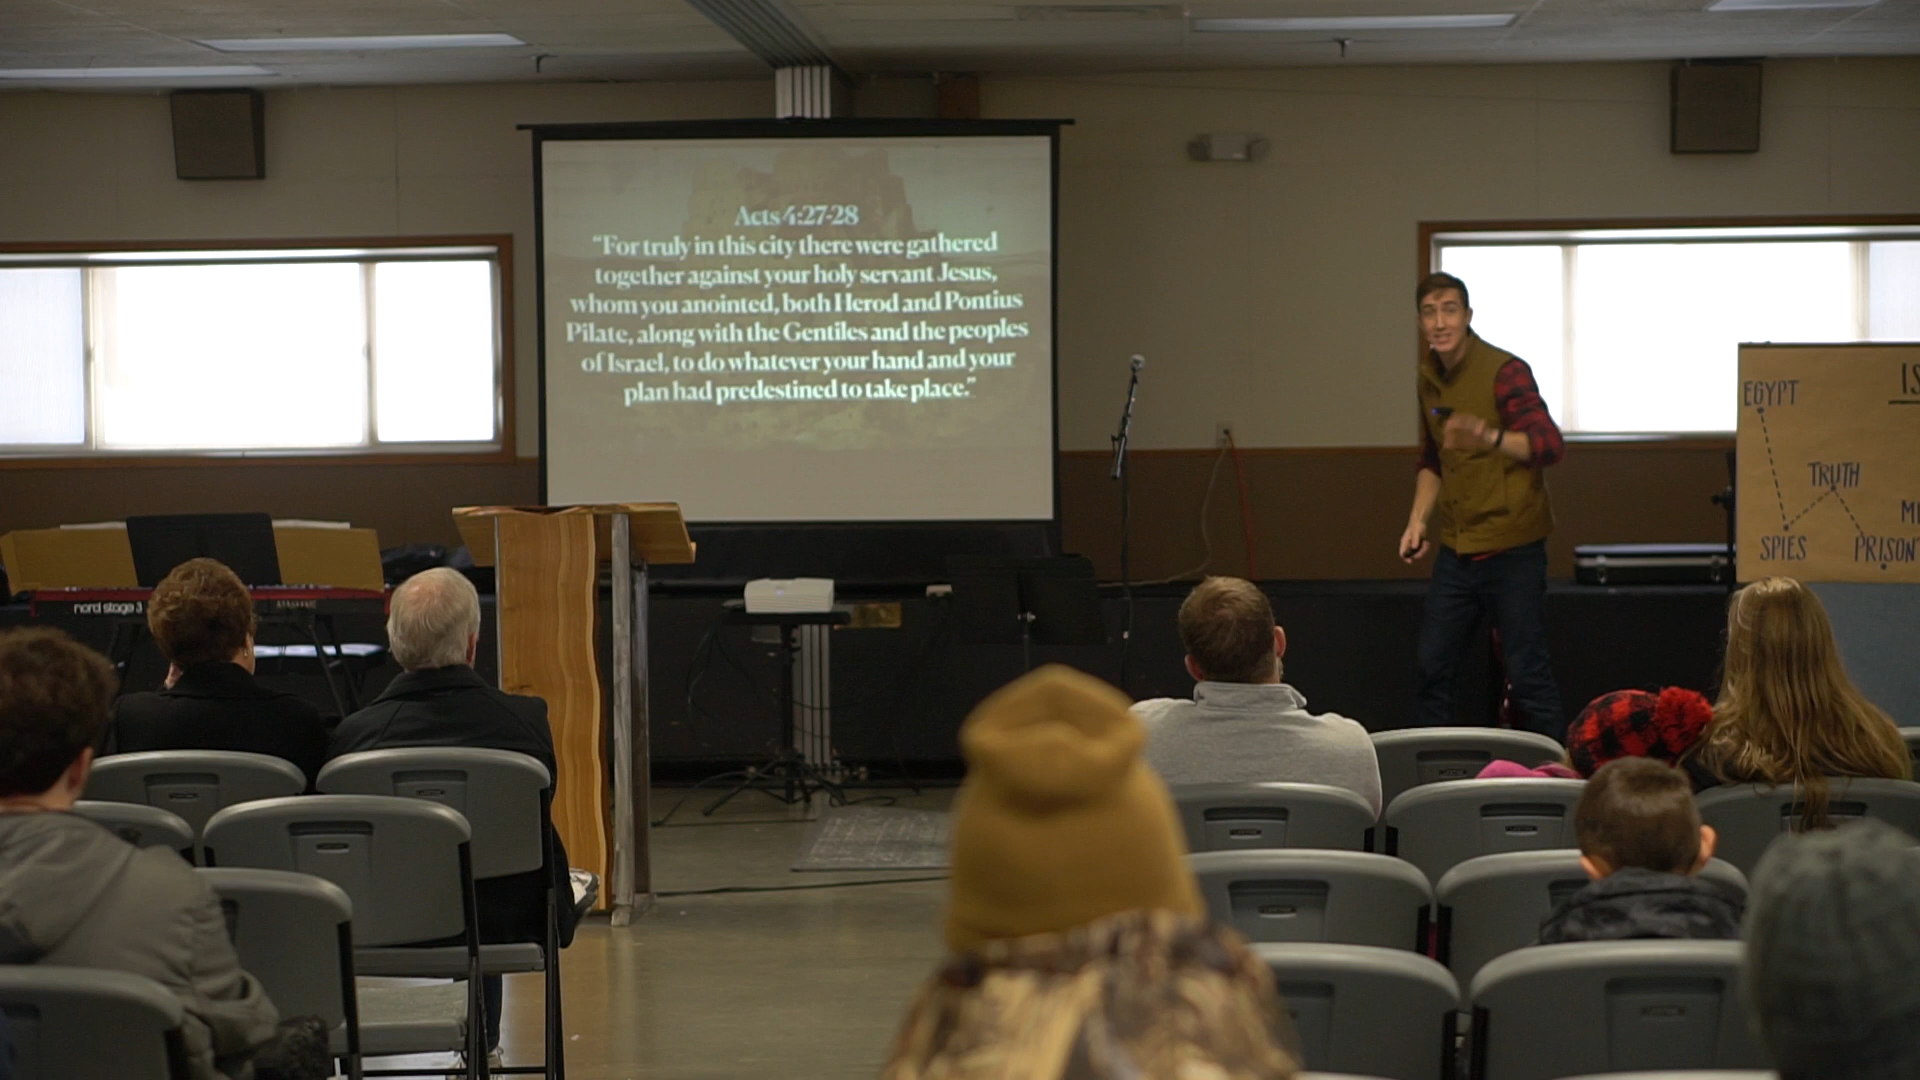 Acts 4:27-28
“For truly in this city there were gathered
together against your holy servant Jesus,
whom you anointed, both Herod and Pontius
Pilate, along with the Gentiles and the peoples
of Israel, to do whatever your hand and your
plan had predestined to take place.”
EGYPT
TRUTH
SPIES
PRISON
nord stage 3